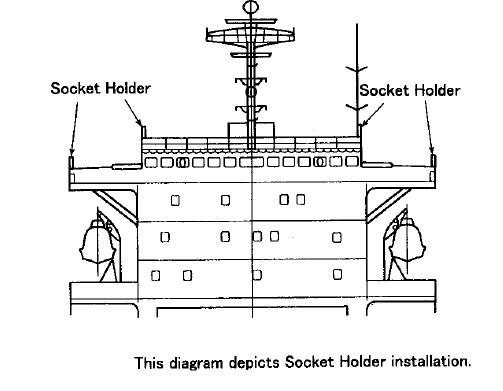 Socket Holder
Socket Holder
This diagram depicts Socket Holder installation.